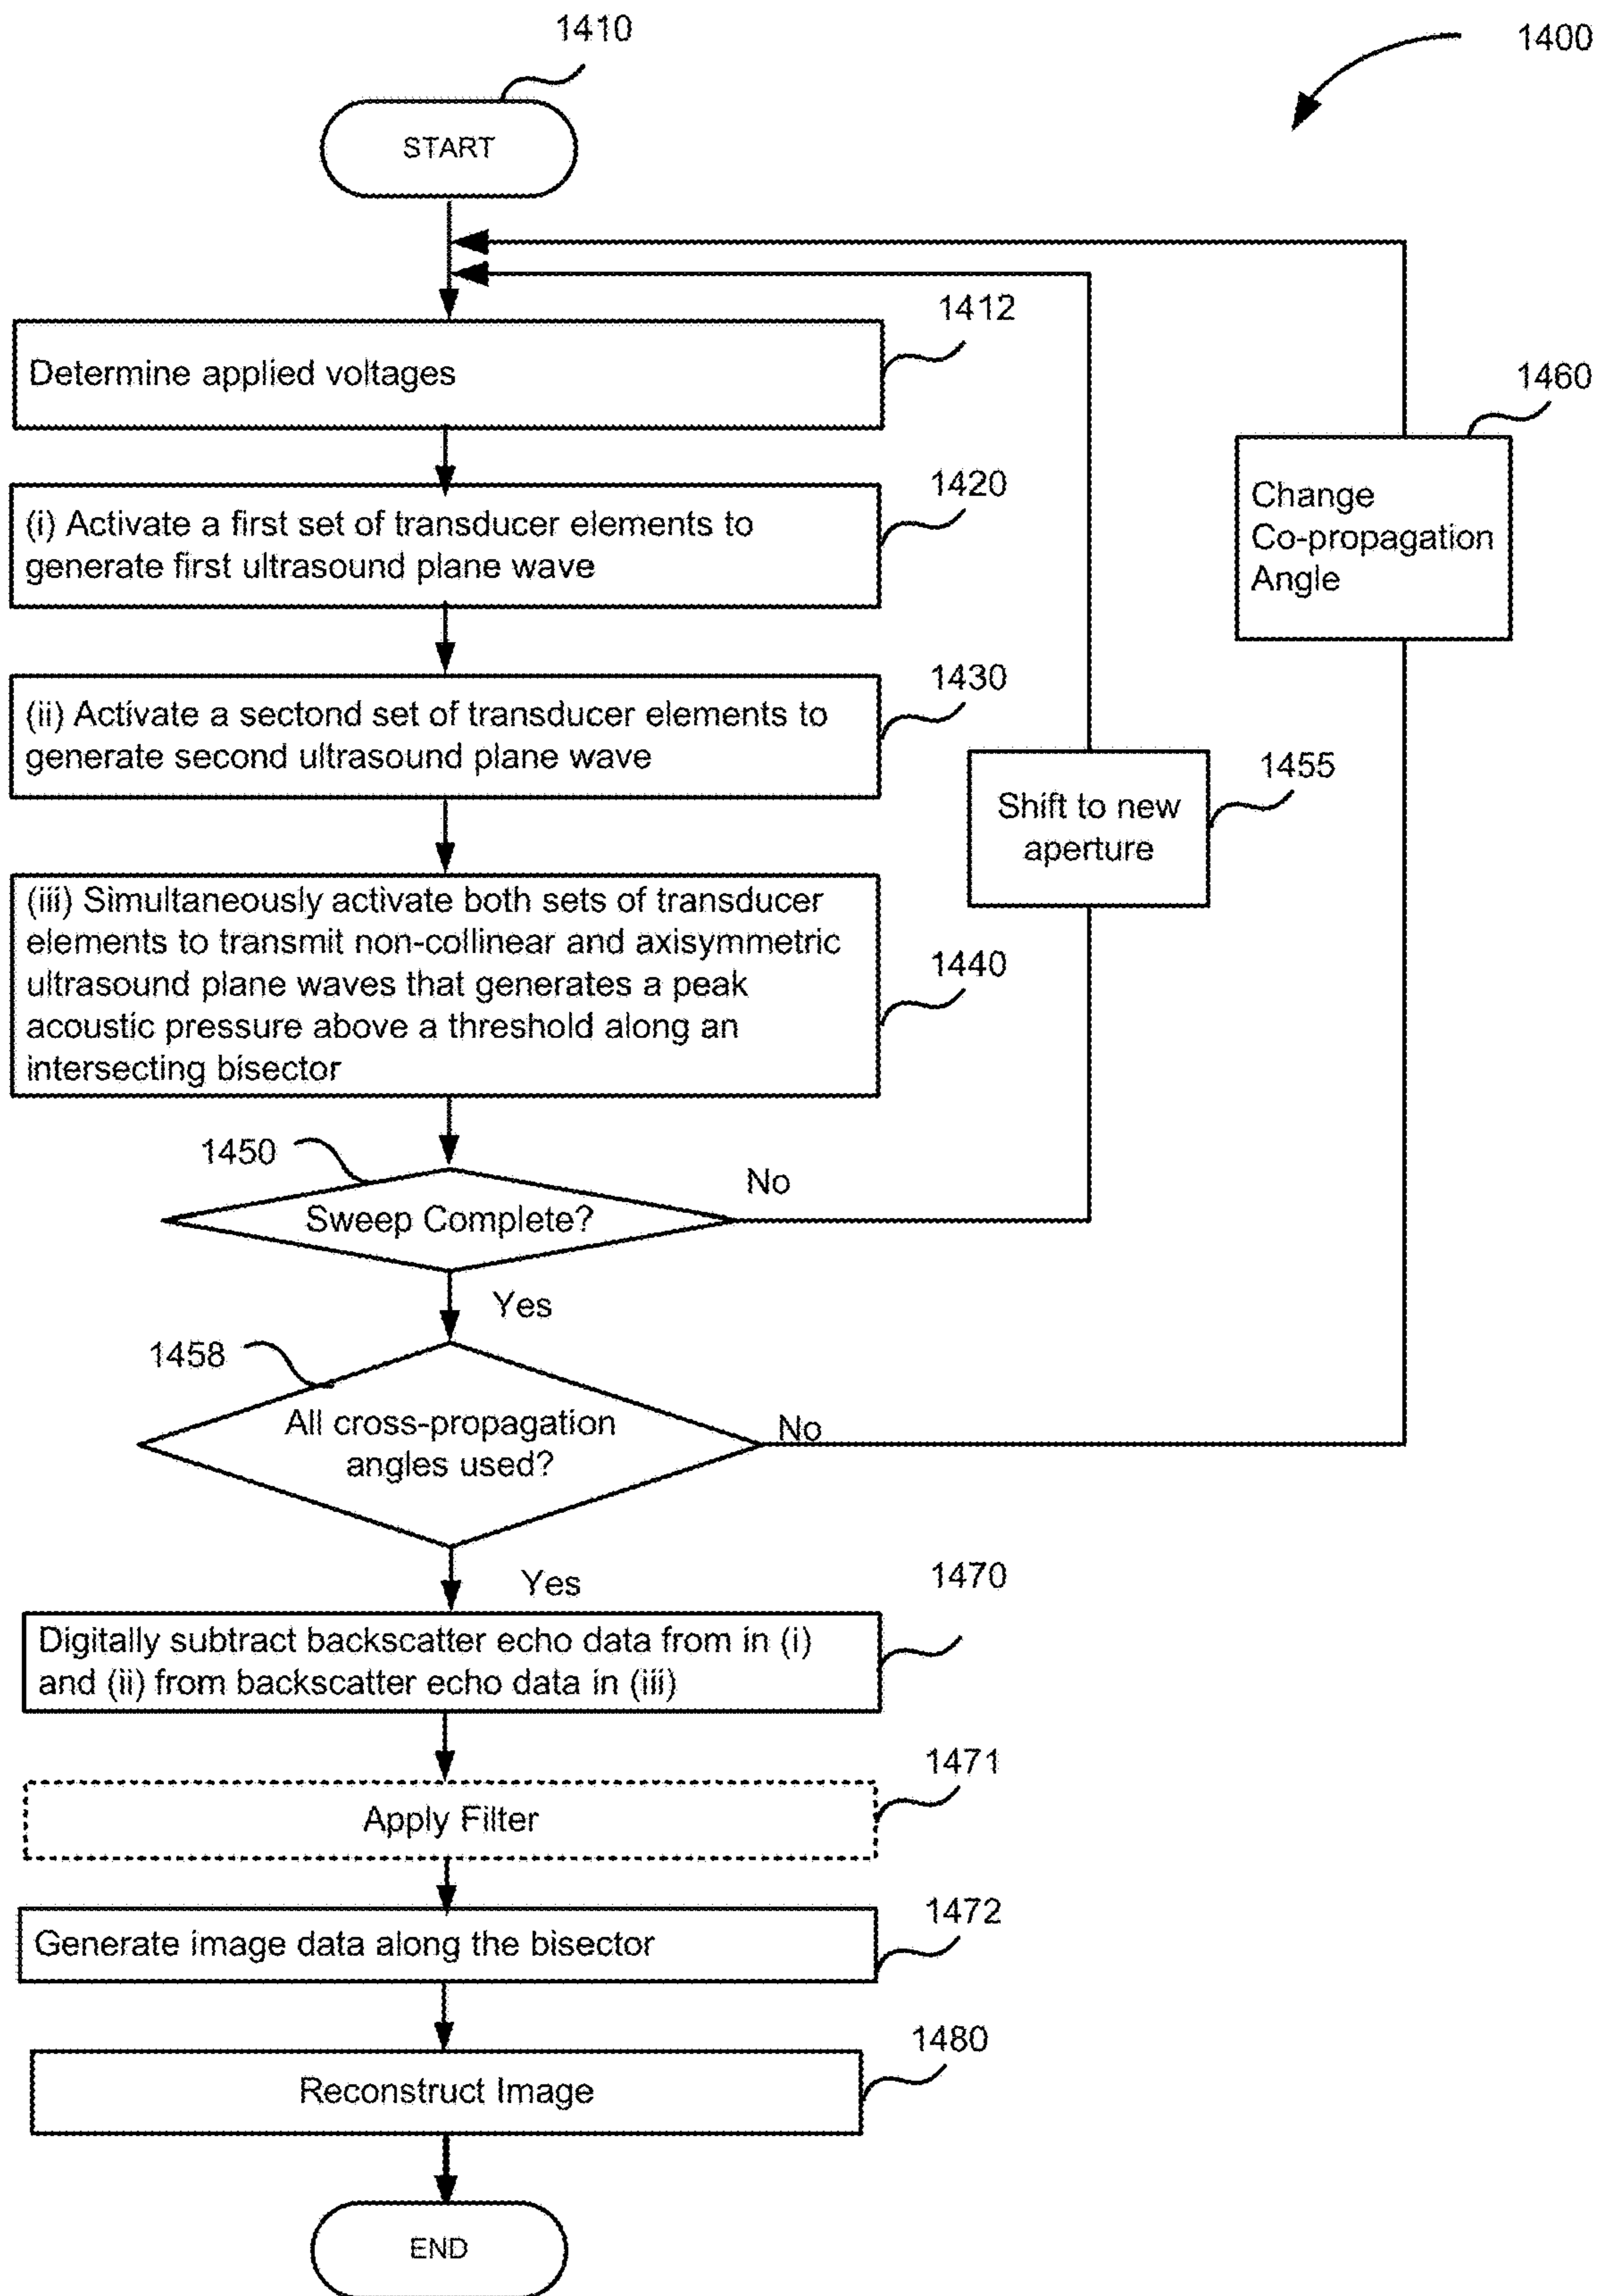 1410
1400
START
1412
Determine applied voltages
1460
Change
Co-propagation
Angle
1420
(i) Activate a first set of transducer elements to
generate first ultrasound plane wave
1430
(ii) Activate a sectond set of transducer elements to
generate second ultrasound plane wave
1455
Shift to new
aperture
(iii) Simultaneously activate both sets of transducer
elements to transmit non-collinear and axisymmetric
ultrasound plane waves that generates a peak
acoustic pressure above a threshold along an
intersecting bisector
1440
1450
No
Sweep Complete?
Yes
1458
All cross-propagation
angles used?
No
Yes
1470
Digitally subtract backscatter echo data from in (i)
and (ii) from backscatter echo data in (iii)
1471
Apply Filter
1472
Generate image data along the bisector
1480
Reconstruct Image
END